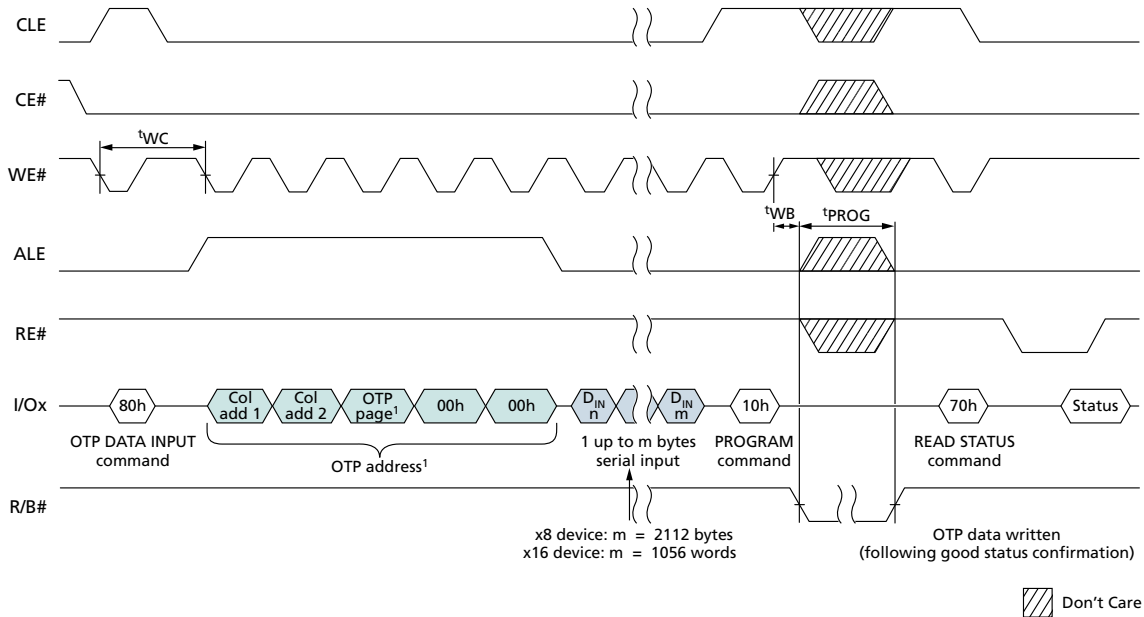 CLE
CE#
tWC
WE#
tWB
tPROG
ALE
RE#
I/Ox
80h
Col add 1
Col add 2
OTP page1
00h
00h
DIN n
DIN m
10h
70h
Status
OTP DATA INPUT command
OTP address1
1 up to m bytes serial input
PROGRAM command
READ STATUS command
R/B#
x8 device: m = 2112 bytes
x16 device: m = 1056 words
OTP data written
(following good status confirmation)
Don't Care